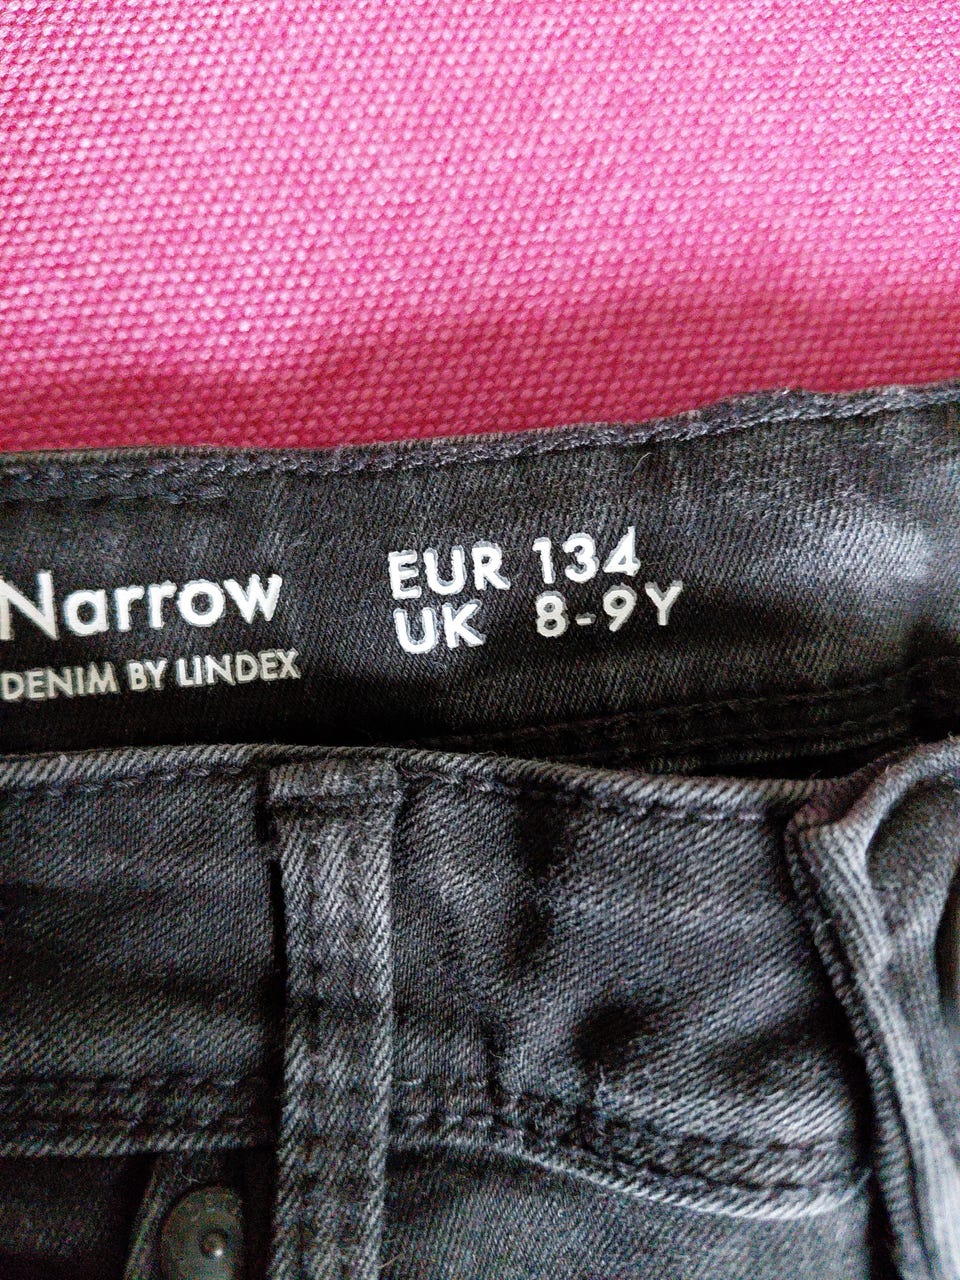 Narrow
DENIM BY LINDEX
EUR 134
UK 8-9Y